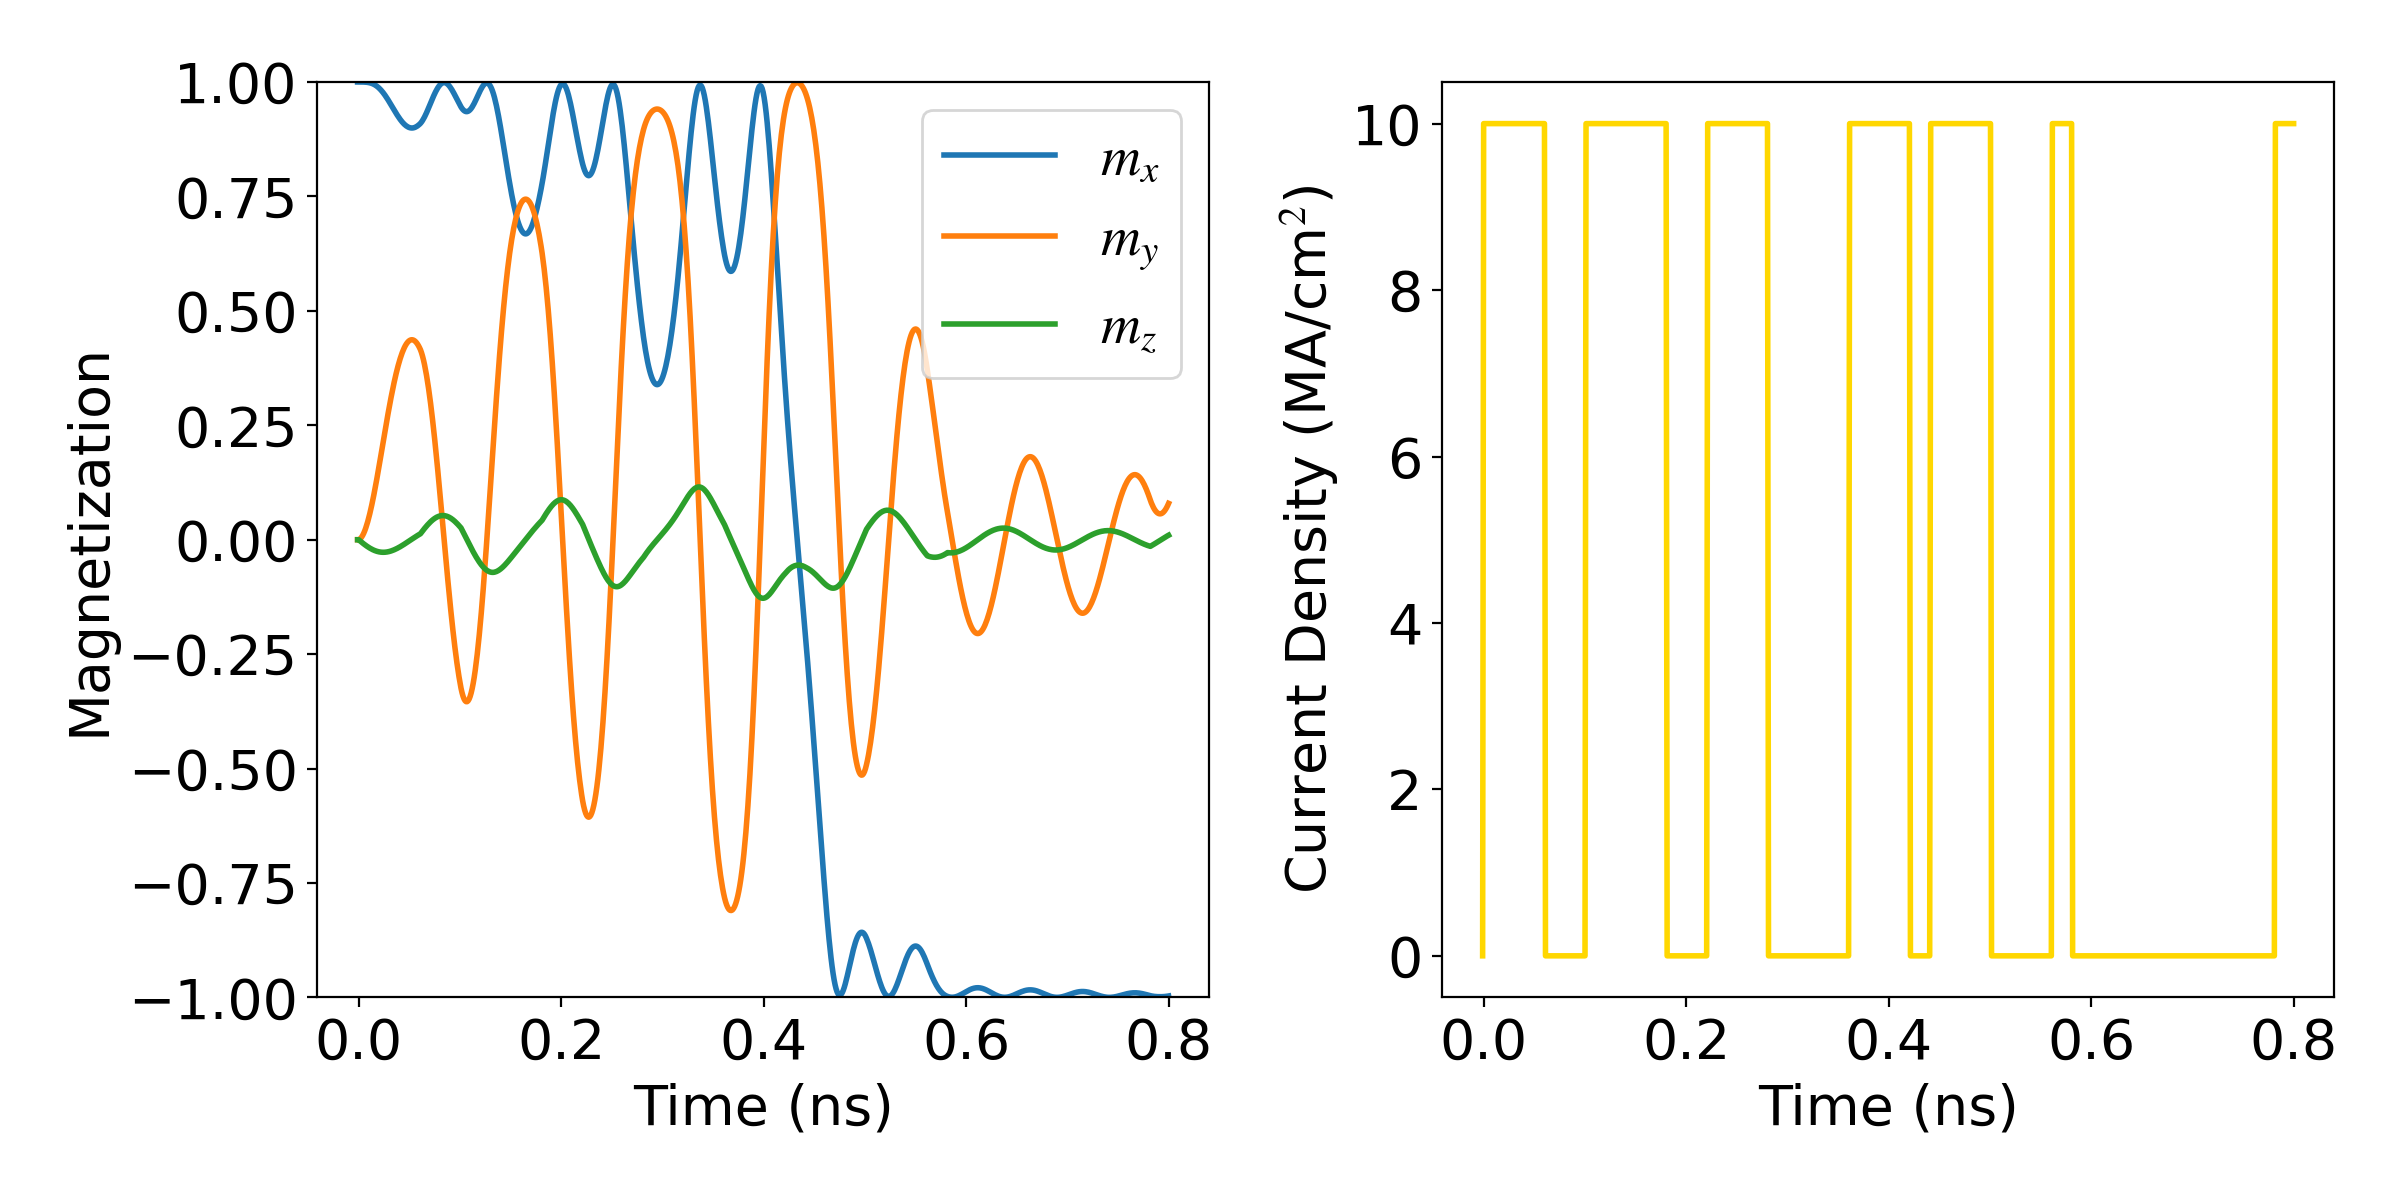 1.00
0.75
0.50
0.25
0.00
−0.25
−0.50
−0.75
−1.00
Magnetization
0.0 0.2 0.4 0.6 0.8
Time (ns)
m_x
m_y
m_z
10
8
6
4
2
0
Current Density (MA/cm²)
0.0 0.2 0.4 0.6 0.8
Time (ns)